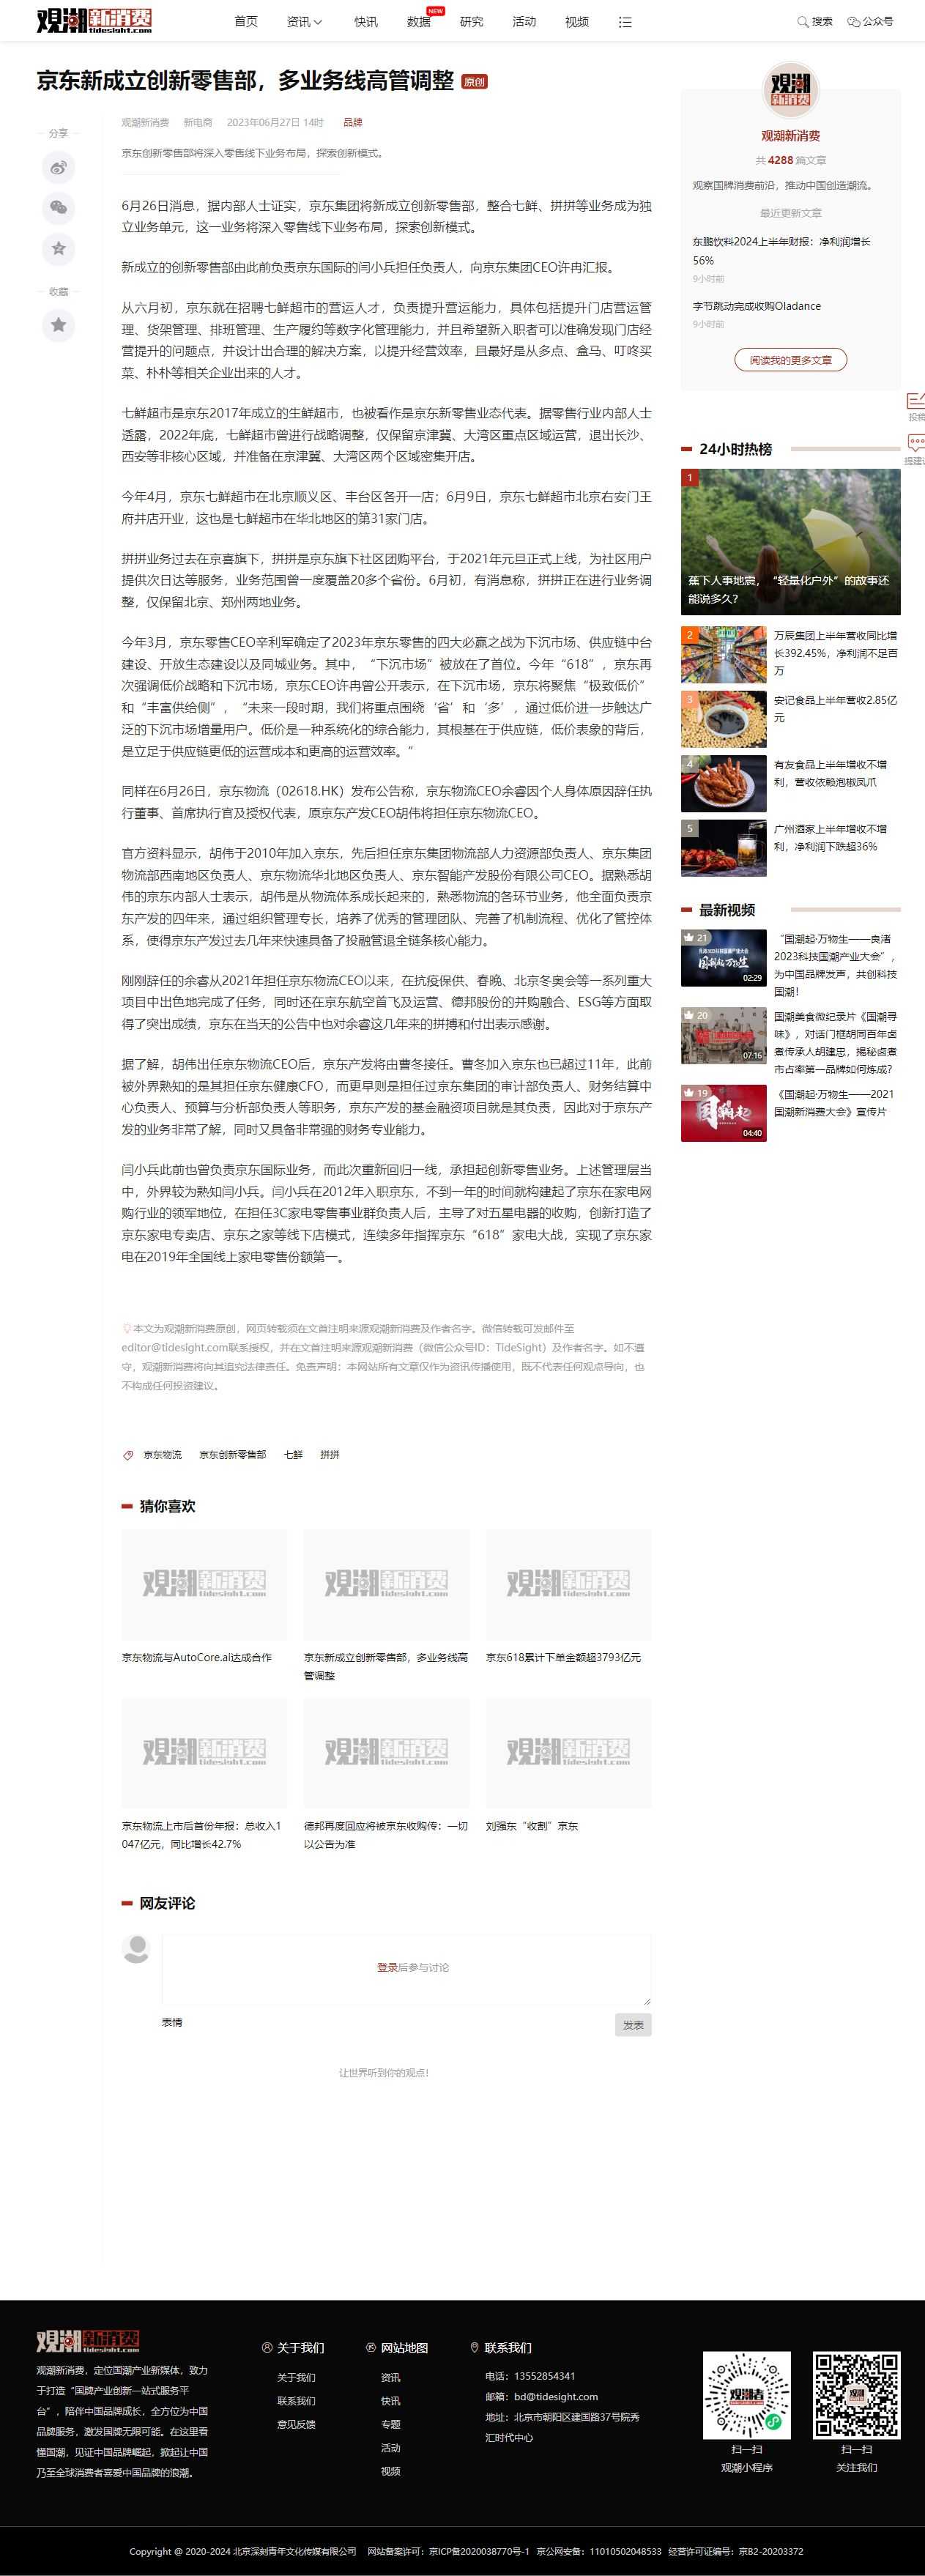 观潮新消费
tidesight.com
首页
资讯
快讯
数据
NEW
研究
活动
视频
搜索
公众号
京东新成立创新零售部，多业务线高管调整 原创
观潮新消费 新电商 2023年06月27日 14时 品牌
京东创新零售部将深入零售线下业务布局，探索创新模式。
分享
收藏
6月26日消息，据内部人士证实，京东集团将新成立创新零售部，整合七鲜、拼拼等业务成为独
立业务单元，这一业务将深入零售线下业务布局，探索创新模式。
新成立的创新零售部由此前负责京东国际的闫小兵担任负责人，向京东集团CEO许冉汇报。
从六月初，京东就在招聘七鲜超市的营运人才，负责提升营运能力，具体包括提升门店营运管
理、货架管理、排班管理、生产履约等数字化管理能力，并且希望新入职者可以准确发现门店经
营提升的问题点，并设计出合理的解决方案，以提升经营效率，且最好是从多点、盒马、叮咚买
菜、朴朴等相关企业出来的人才。
七鲜超市是京东2017年成立的生鲜超市，也被看作是京东新零售业态代表。据零售行业内部人士
透露，2022年底，七鲜超市曾进行战略调整，仅保留京津冀、大湾区重点区域运营，退出长沙、
西安等非核心区域，并准备在京津冀、大湾区两个区域密集开店。
今年4月，京东七鲜超市在北京顺义区、丰台区各开一店；6月9日，京东七鲜超市北京右安门王
府井店开业，这也是七鲜超市在华北地区的第31家门店。
拼拼业务过去在京喜旗下，拼拼是京东旗下社区团购平台，于2021年元旦正式上线，为社区用户
提供次日达等服务，业务范围曾一度覆盖20多个省份。6月初，有消息称，拼拼正在进行业务调
整，仅保留北京、郑州两地业务。
今年3月，京东零售CEO辛利军确定了2023年京东零售的四大必赢之战为下沉市场、供应链中台
建设、开放生态建设以及同城业务。其中，“下沉市场”被放在了首位。今年“618”，京东再
次强调低价战略和下沉市场，京东CEO许冉曾公开表示，在下沉市场，京东将聚焦“极致低价”
和“丰富供给侧”，“未来一段时期，我们将重点围绕‘省’和‘多’，通过低价进一步触达广
泛的下沉市场增量用户。低价是一种系统化的综合能力，其根基在于供应链，低价表象的背后，
是立足于供应链更低的运营成本和更高的运营效率。“
同样在6月26日，京东物流（02618.HK）发布公告称，京东物流CEO余睿因个人身体原因辞任执
行董事、首席执行官及授权代表，原京东产发CEO胡伟将担任京东物流CEO。
官方资料显示，胡伟于2010年加入京东，先后担任京东集团物流部人力资源部负责人、京东集团
物流部西南地区负责人、京东物流华北地区负责人、京东智能产发股份有限公司CEO。据熟悉胡
伟的京东内部人士表示，胡伟是从物流体系成长起来的，熟悉物流的各环节业务，他全面负责京
东产发的四年来，通过组织管理专长，培养了优秀的管理团队、完善了机制流程、优化了管控体
系，使得京东产发过去几年来快速具备了投融管退全链条核心能力。
刚刚辞任的余睿从2021年担任京东物流CEO以来，在抗疫保供、春晚、北京冬奥会等一系列重大
项目中出色地完成了任务，同时还在京东航空首飞及运营、德邦股份的并购融合、ESG等方面取
得了突出成绩，京东在当天的公告中也对余睿这几年来的拼搏和付出表示感谢。
据了解，胡伟出任京东物流CEO后，京东产发将由曹冬接任。曹冬加入京东也已超过11年，此前
被外界熟知的是其担任京东健康CFO，而更早则是担任过京东集团的审计部负责人、财务结算中
心负责人、预算与分析部负责人等职务，京东产发的基金融资项目就是其负责，因此对于京东产
发的业务非常了解，同时又具备非常强的财务专业能力。
闫小兵此前也曾负责京东国际业务，而此次重新回归一线，承担起创新零售业务。上述管理层当
中，外界较为熟知闫小兵。闫小兵在2012年入职京东，不到一年的时间就构建起了京东在家电网
购行业的领军地位，在担任3C家电零售事业群负责人后，主导了对五星电器的收购，创新打造了
京东家电专卖店、京东之家等线下店模式，连续多年指挥京东“618”家电大战，实现了京东家
电在2019年全国线上家电零售份额第一。
本文为观潮新消费原创，网页转载须在文首注明来源观潮新消费及作者名字。微信转载可发邮件至
editor@tidesight.com联系授权，并在文首注明来源观潮新消费（微信公众号ID：TideSight）及作者名字。如不遵
守，观潮新消费将向其追究法律责任。免责声明：本网站所有文章仅作为资讯传播使用，既不代表任何观点导向，也
不构成任何投资建议。
京东物流 京东创新零售部 七鲜 拼拼
猜你喜欢
观潮新消费 tidesight.com
观潮新消费 tidesight.com
观潮新消费 tidesight.com
京东物流与AutoCore.ai达成合作
京东新成立创新零售部，多业务线高
管调整
京东618累计下单金额超3793亿元
观潮新消费 tidesight.com
观潮新消费 tidesight.com
观潮新消费 tidesight.com
京东物流上市后首份年报：总收入1
047亿元，同比增长42.7%
德邦再度回应将被京东收购传：一切
以公告为准
刘强东“收割”京东
网友评论
登录后参与讨论
表情
发表
让世界听到你的观点!
观潮
新消费
观潮新消费
共 4288 篇文章
观察国牌消费前沿，推动中国创造潮流。
最近更新文章
东鹏饮料2024上半年财报：净利润增长
56%
9小时前
字节跳动完成收购Oladance
9小时前
阅读我的更多文章
24小时热榜
1
蕉下人事地震，“轻量化户外”的故事还
能说多久？
2
万辰集团上半年营收同比增
长392.45%，净利润不足百
万
3
安记食品上半年营收2.85亿
元
4
有友食品上半年增收不增
利，营收依赖泡椒凤爪
5
广州酒家上半年增收不增
利，净利润下跌超36%
最新视频
21
02:29
“国潮起·万物生——良渚
2023科技国潮产业大会”，
为中国品牌发声，共创科技
国潮！
20
07:16
国潮美食微纪录片《国潮寻
味》，对话门框胡同百年卤
煮传承人胡建忠，揭秘卤煮
市占率第一品牌如何炼成？
19
04:40
《国潮起·万物生——2021
国潮新消费大会》宣传片
观潮新消费
tidesight.com
观潮新消费，定位国潮产业新媒体，致力
于打造“国牌产业创新一站式服务平
台”，陪伴中国品牌成长，全方位为中国
品牌服务，激发国牌无限可能。在这里看
懂国潮，见证中国品牌崛起，掀起让中国
乃至全球消费者喜爱中国品牌的浪潮。
关于我们
关于我们
联系我们
意见反馈
网站地图
资讯
快讯
专题
活动
视频
联系我们
电话：13552854341
邮箱：bd@tidesight.com
地址：北京市朝阳区建国路37号院秀
汇时代中心
扫一扫
观潮小程序
扫一扫
关注我们
Copyright @ 2020-2024 北京深刻青年文化传媒有限公司 网站备案许可：京ICP备2020038770号-1 京公网安备：11010502048533 经营许可证编号：京B2-20203372